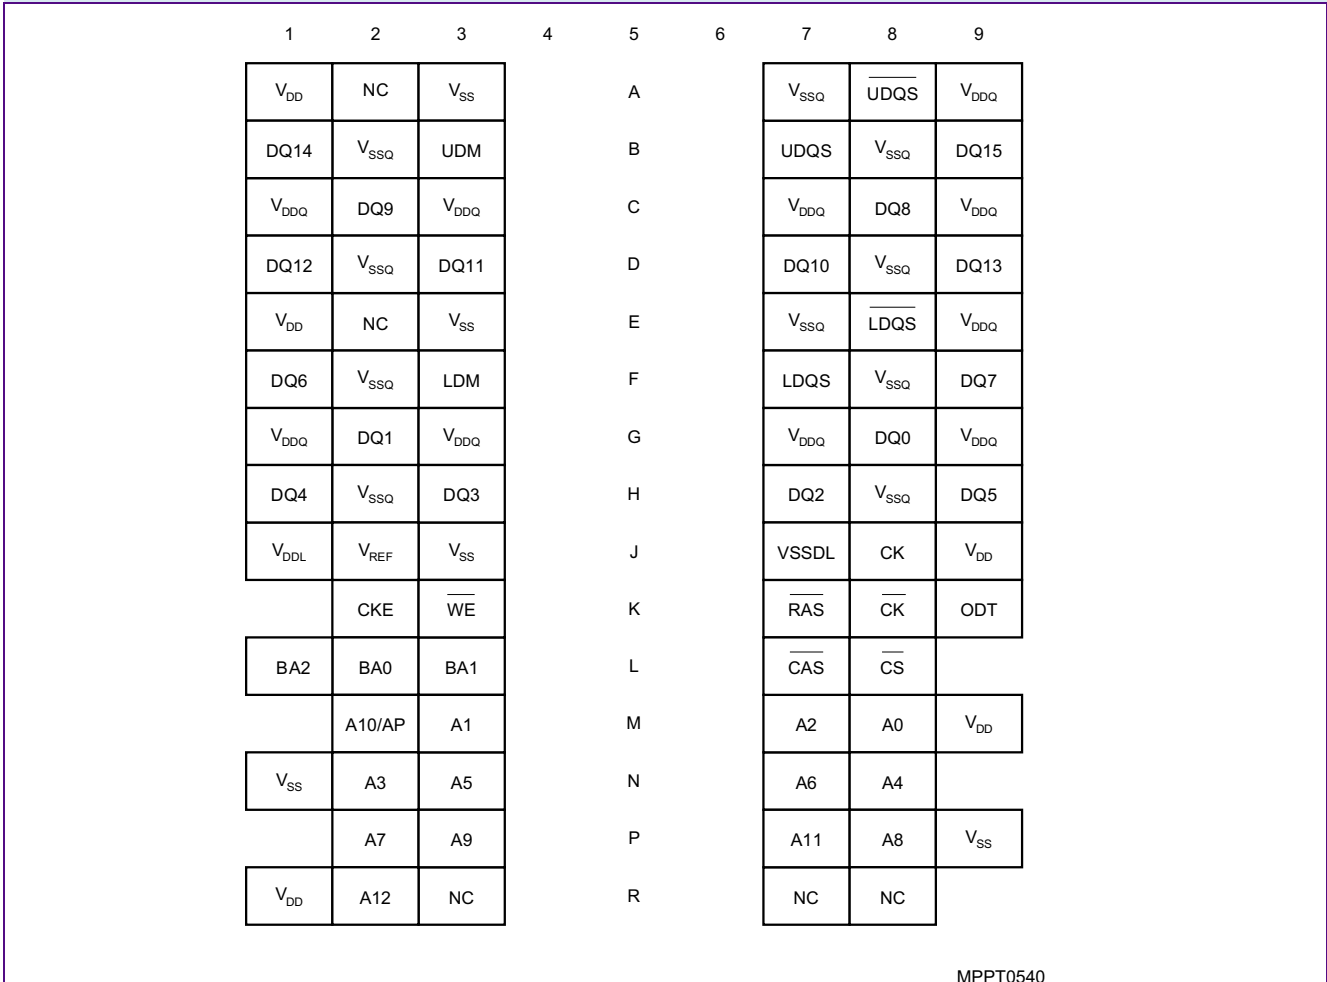 1 2 3 4 5 6 7 8 9
VDD NC VSS A VSSQ UDQS VDDQ
DQ14 VSSQ UDM B UDQS VSSQ DQ15
VDDQ DQ9 VDDQ C VDDQ DQ8 VDDQ
DQ12 VSSQ DQ11 D DQ10 VSSQ DQ13
VDD NC VSS E VSSQ LDQS VDDQ
DQ6 VSSQ LDM F LDQS VSSQ DQ7
VDDQ DQ1 VDDQ G VDDQ DQ0 VDDQ
DQ4 VSSQ DQ3 H DQ2 VSSQ DQ5
VDDL VREF VSS J VSSDL CK VDD
CKE WE K RAS CK ODT
BA2 BA0 BA1 L CAS CS
A10/AP A1 M A2 A0 VDD
VSS A3 A5 N A6 A4
A7 A9 P A11 A8 VSS
VDD A12 NC R NC NC
MPPT0540